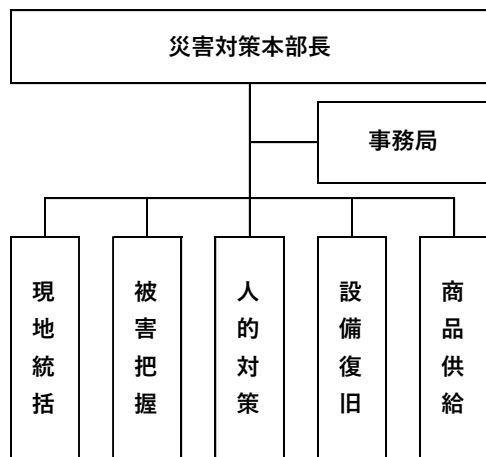 災害対策本部長
事務局
現地統括
被害把握
人的対策
設備復旧
商品供給